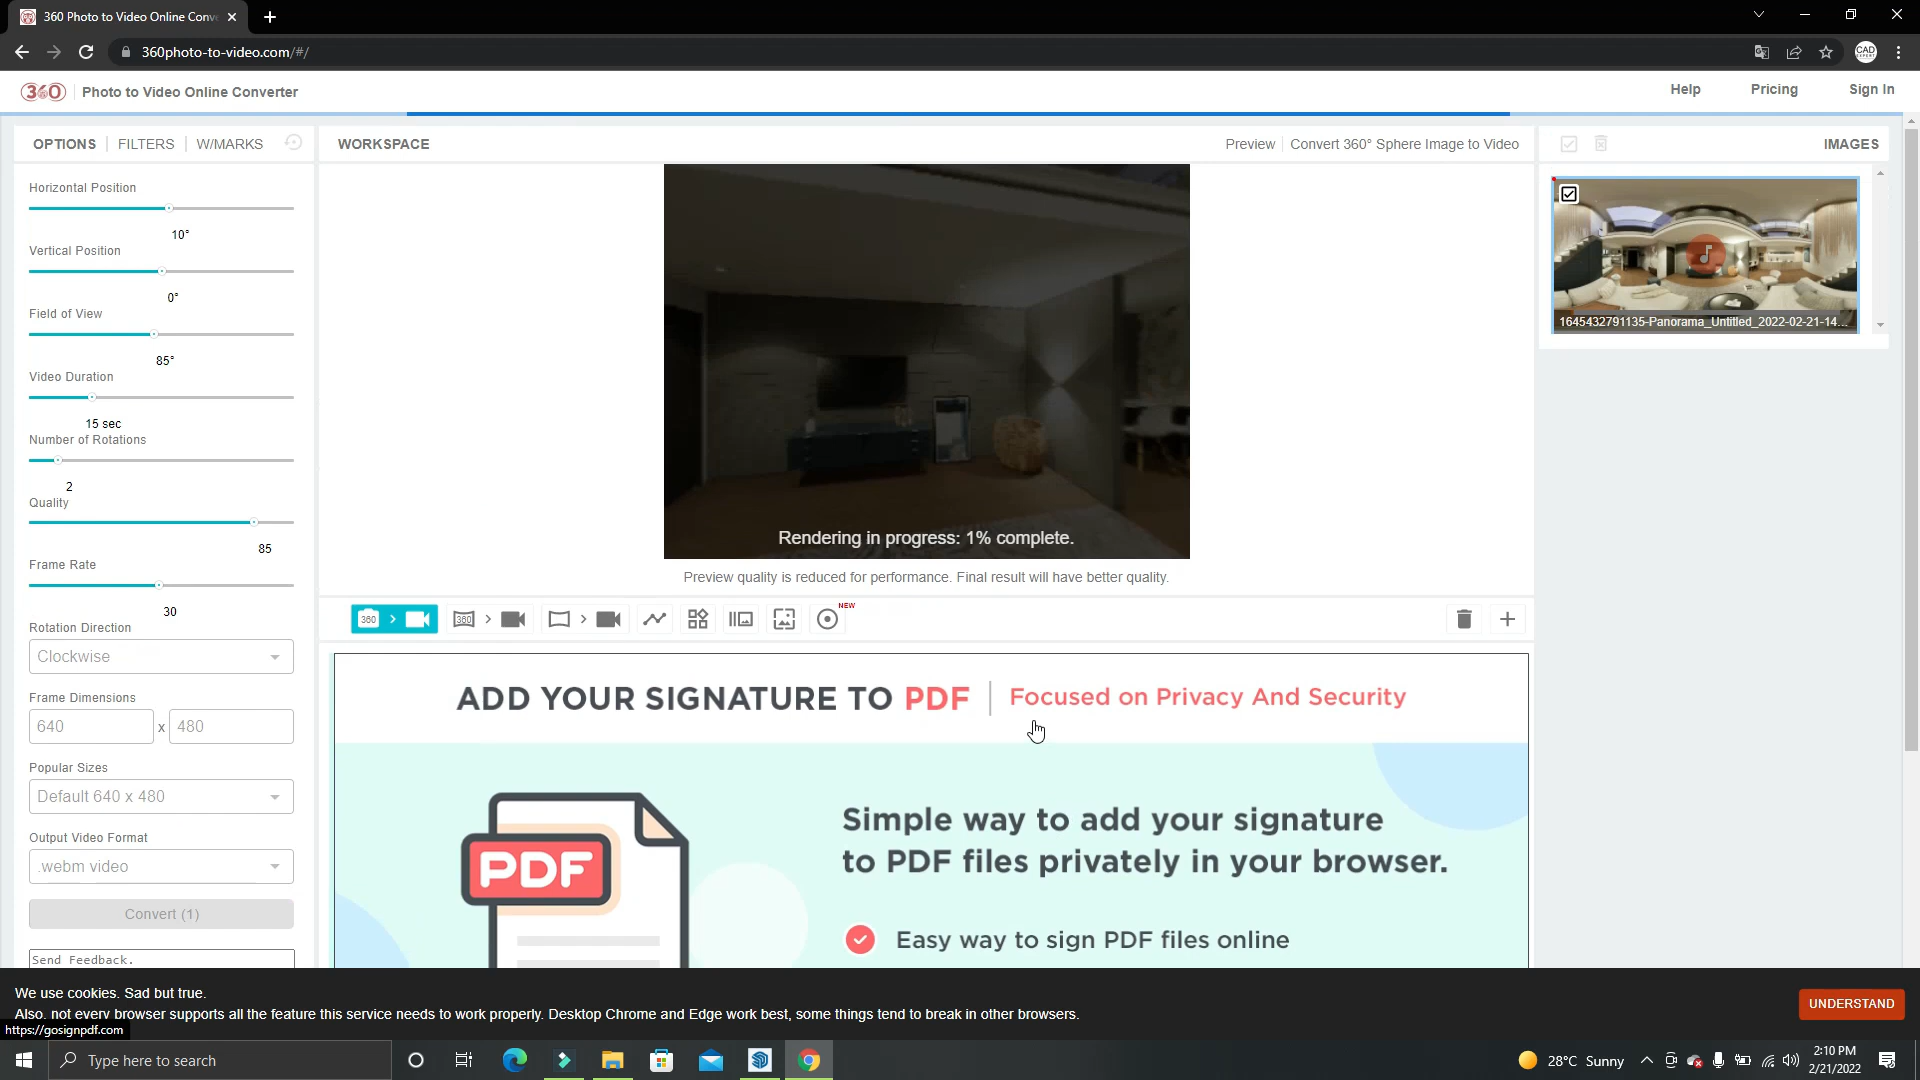 360 Photo to Video Online Conve
360photo-to-video.com/#/
CAD
EXPERT
360
Photo to Video Online Converter
Help
Pricing
Sign In
OPTIONS
FILTERS
W/MARKS
WORKSPACE
Preview
Convert 360° Sphere Image to Video
IMAGES
Horizontal Position
10°
Vertical Position
0°
Field of View
85°
Video Duration
15 sec
Number of Rotations
2
Quality
85
Frame Rate
30
Rotation Direction
Clockwise
Frame Dimensions
640 x 480
Popular Sizes
Default 640 x 480
Output Video Format
.webm video
Convert (1)
Send Feedback.
Rendering in progress: 1% complete.
Preview quality is reduced for performance. Final result will have better quality.
360
360
NEW
1645432791135-Panorama_Untitled_2022-02-21-14...
ADD YOUR SIGNATURE TO PDF
Focused on Privacy And Security
PDF
Simple way to add your signature
to PDF files privately in your browser.
Easy way to sign PDF files online
We use cookies. Sad but true.
Also, not every browser supports all the feature this service needs to work properly. Desktop Chrome and Edge work best, some things tend to break in other browsers.
UNDERSTAND
https://gosignpdf.com
Type here to search
28°C Sunny
2:10 PM
2/21/2022